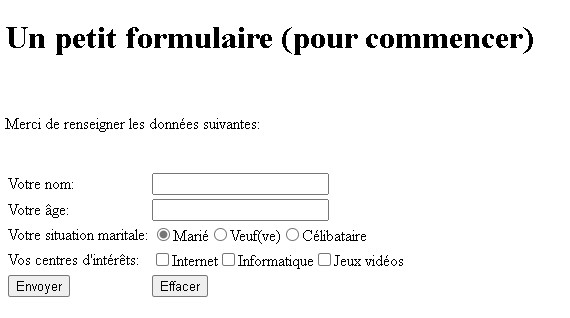 Un petit formulaire (pour commencer)
Merci de renseigner les données suivantes:
Votre nom:
Votre âge:
Votre situation maritale: Marié Veuf(ve) Célibataire
Vos centres d'intérêts: Internet Informatique Jeux vidéos
Envoyer Effacer